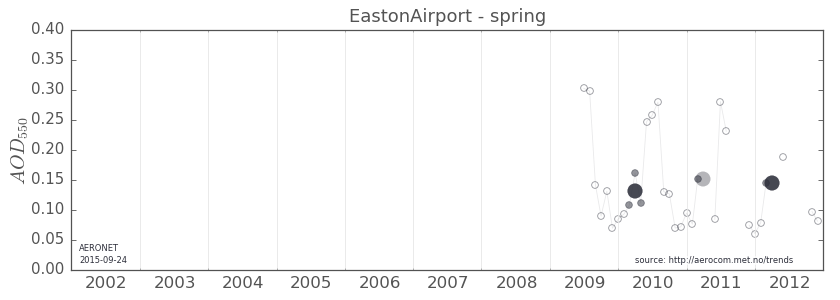 EastonAirport - spring
0.40
0.35
0.30
0.25
0.20
0.15
0.10
0.05
0.00
AOD550
AERONET
2015-09-24
source: http://aerocom.met.no/trends
2002 2003 2004 2005 2006 2007 2008 2009 2010 2011 2012